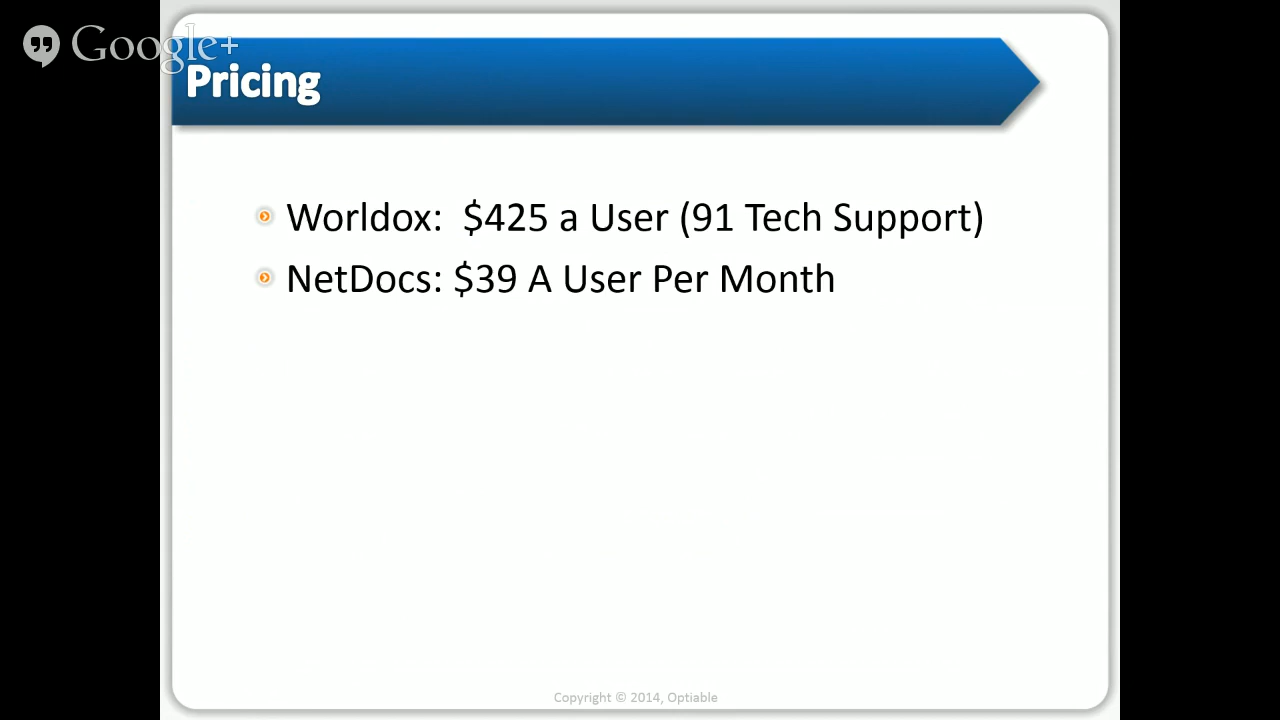 Google+
Pricing
Worldox: $425 a User (91 Tech Support)
NetDocs: $39 A User Per Month
Copyright © 2014, Optiable